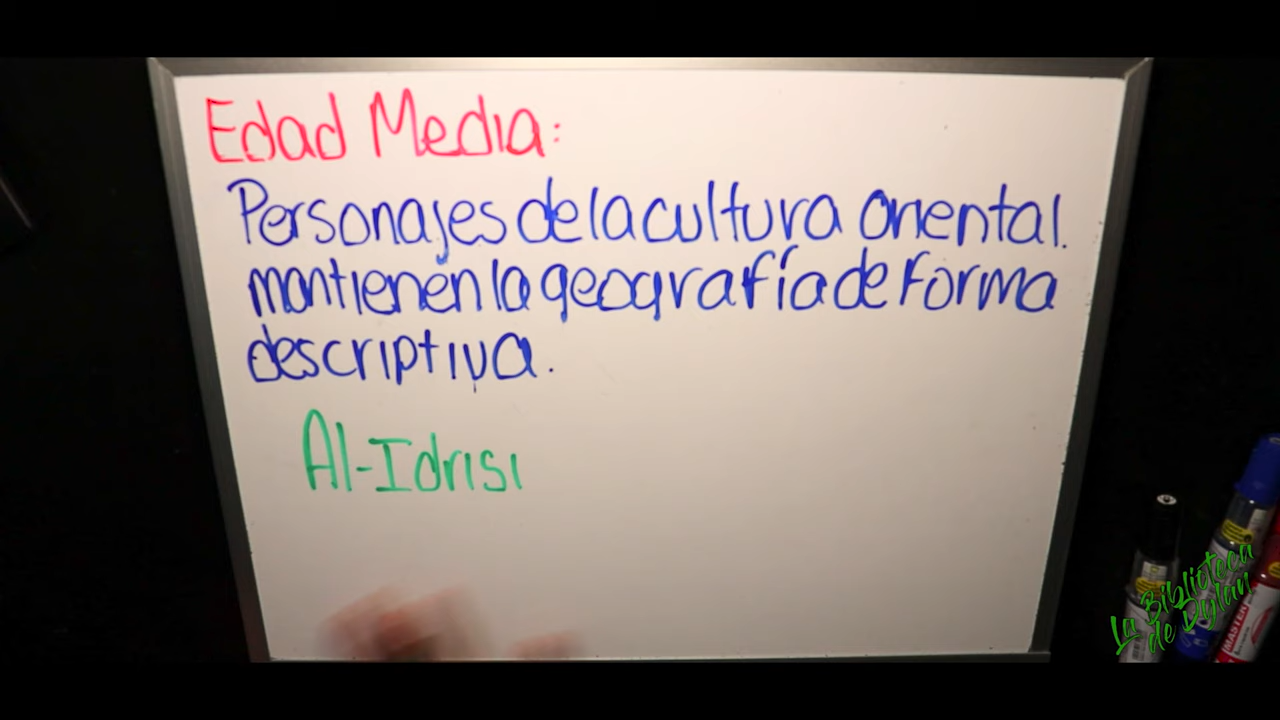 Edad Media:
Personajes de la cultura oriental.
mantienen la geografía de forma
descriptiva.
Al-Idrisi
La Biblioteca
de Dylan
MASTER